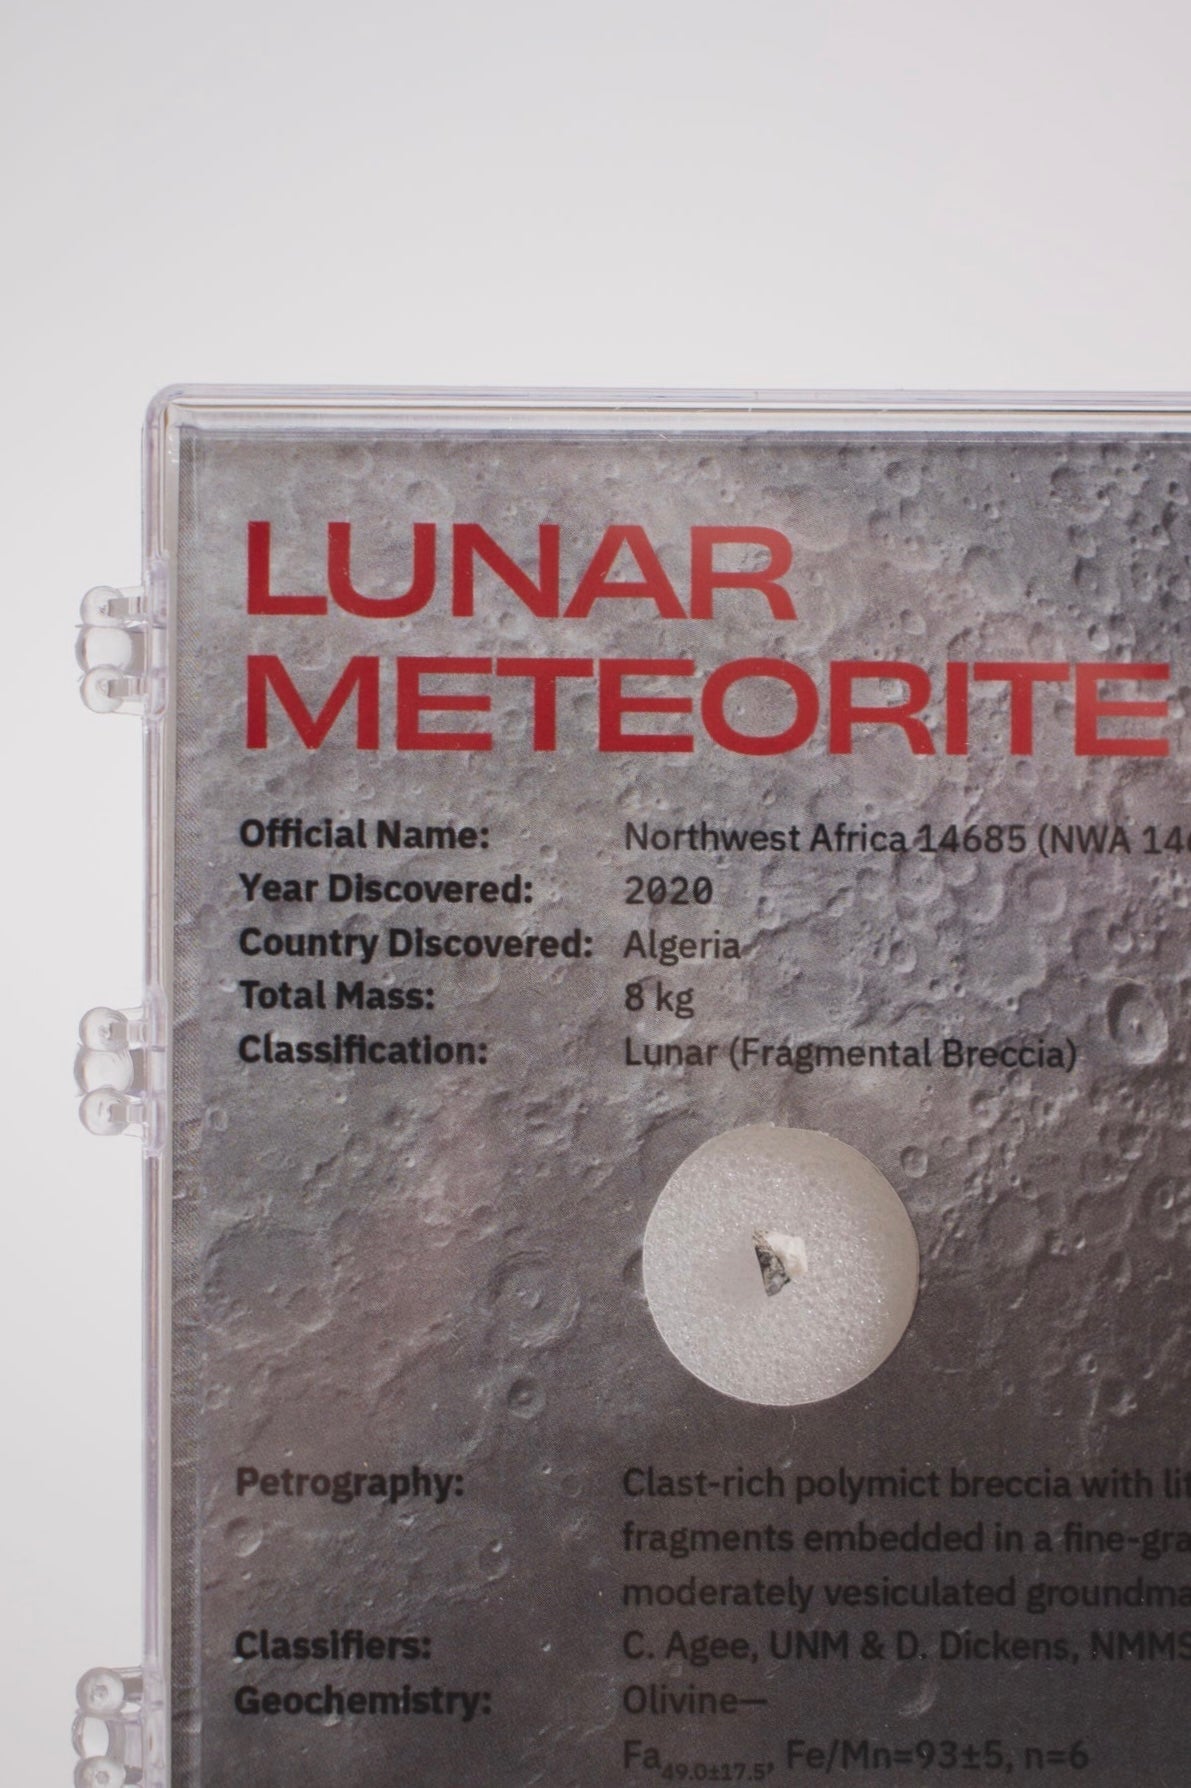 LUNAR
METEORITE
Official Name: Northwest Africa 14685 (NWA
Year Discovered: 2020
Country Discovered: Algeria
Total Mass: 8 kg
Classification: Lunar (Fragmental Breccia)
Petrography: Clast-rich polymict breccia with
fragments embedded in a
moderately vesiculated
Classifiers: C. Agee, UNM & D. Dickens,
Geochemistry: Olivine—
Fa49.0±17.5, Fe/Mn=93±5, n=6